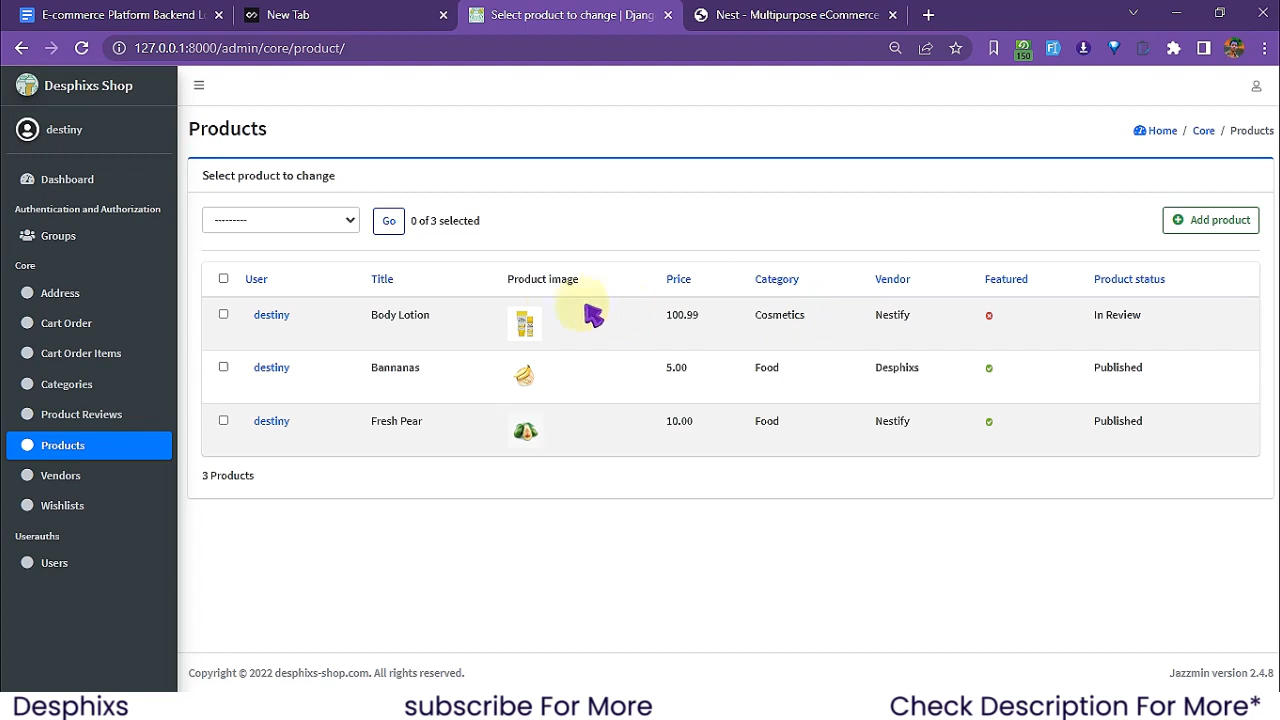 E-commerce Platform Backend Lo
New Tab
Select product to change | Djang
Nest - Multipurpose eCommerce
127.0.0.1:8000/admin/core/product/
150
Desphixs Shop
destiny
Dashboard
Authentication and Authorization
Groups
Core
Address
Cart Order
Cart Order Items
Categories
Product Reviews
Products
Vendors
Wishlists
Userauths
Users
Products
Home / Core / Products
Select product to change
---------
Go
0 of 3 selected
Add product
User Title Product image Price Category Vendor Featured Product status
destiny Body Lotion 100.99 Cosmetics Nestify In Review
destiny Bannanas 5.00 Food Desphixs Published
destiny Fresh Pear 10.00 Food Nestify Published
3 Products
Copyright © 2022 desphixs-shop.com. All rights reserved.
Jazzmin version 2.4.8
Desphixs
subscribe For More
Check Description For More*